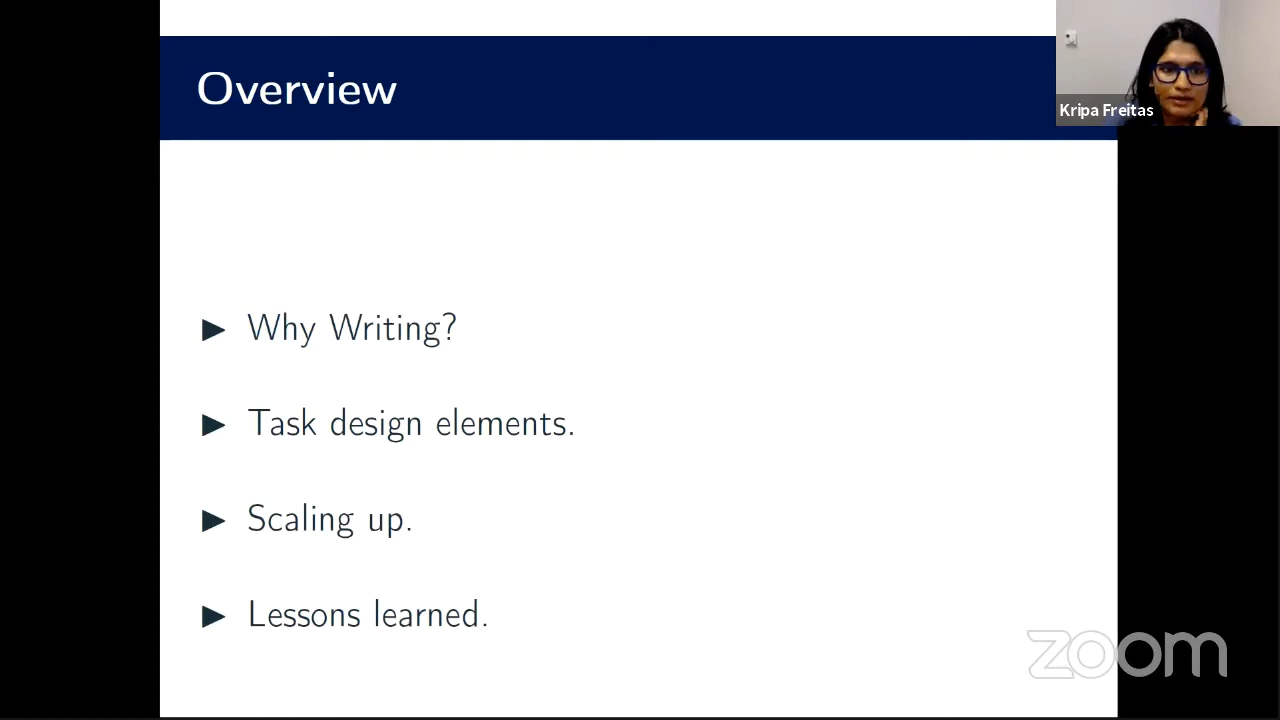 Overview
Kripa Freitas
▶ Why Writing?
▶ Task design elements.
▶ Scaling up.
▶ Lessons learned.
zoom